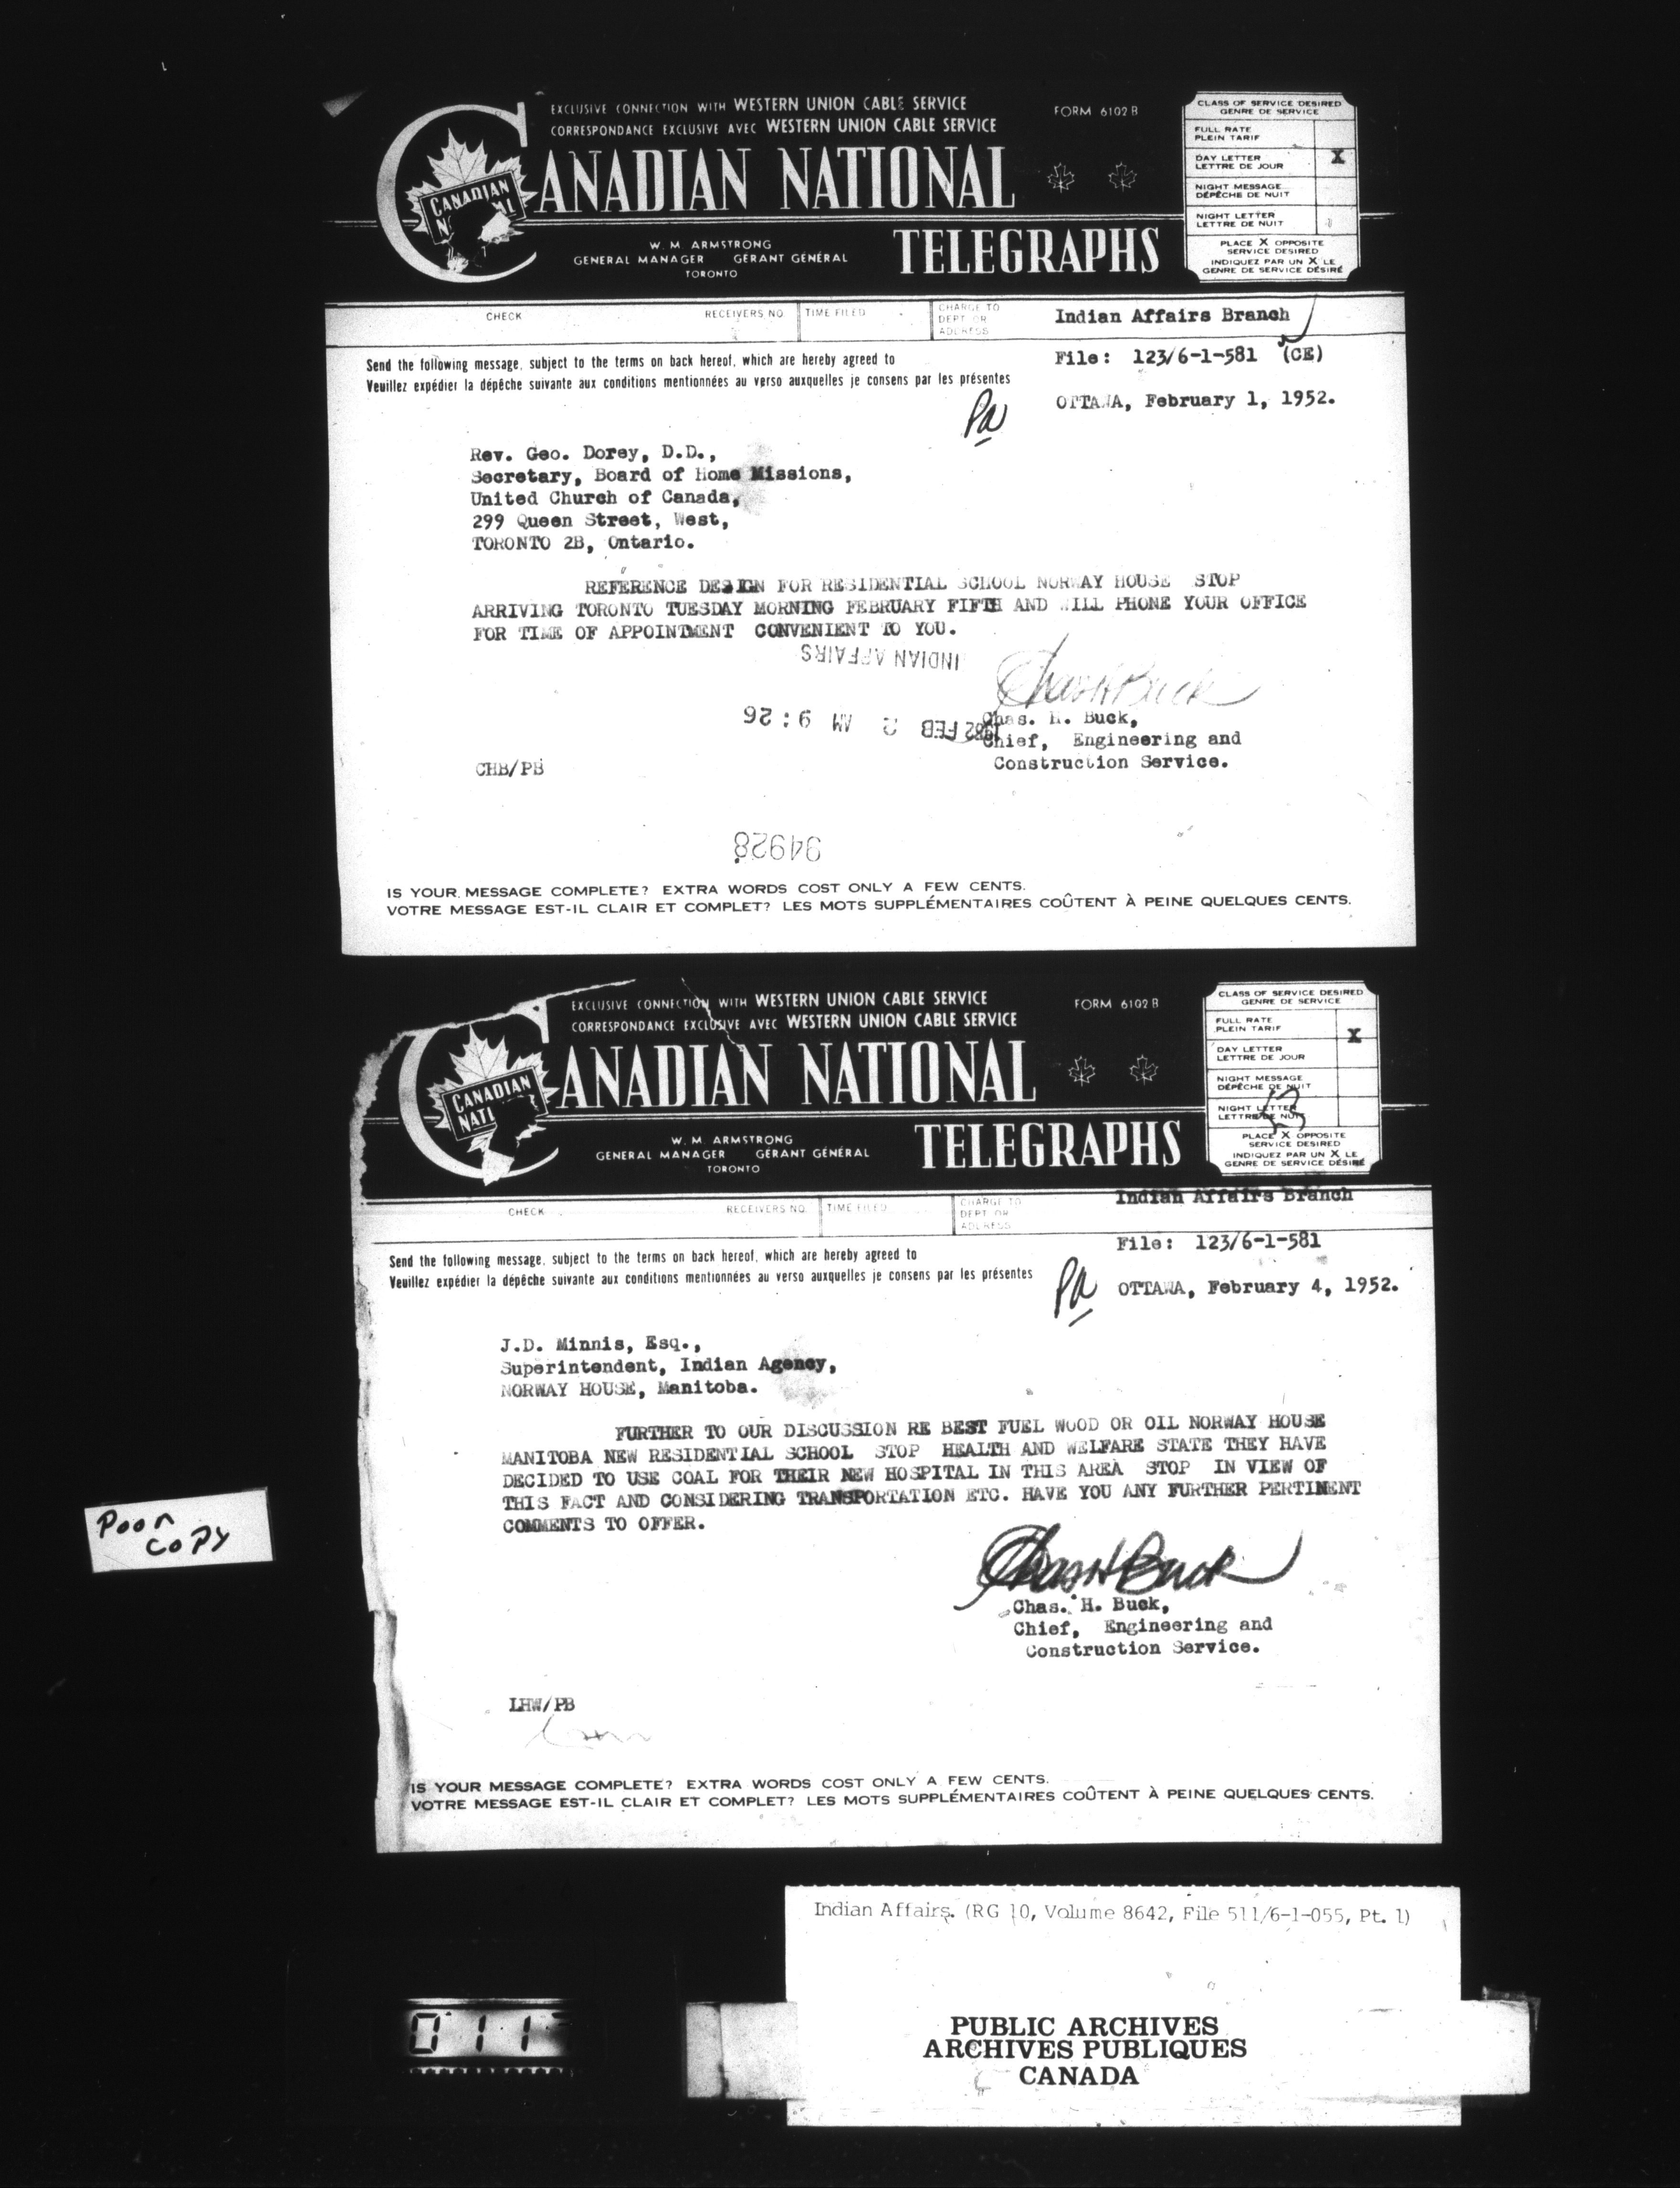 EXCLUSIVE CONNECTION WITH WESTERN UNION CABLE SERVICE
CORRESPONDANCE EXCLUSIVE AVEC WESTERN UNION CABLE SERVICE
FORM 6102 B
CANADIAN NATIONAL
TELEGRAPHS
CANADIAN
W. M. ARMSTRONG
GENERAL MANAGER GERANT GÉNÉRAL
TORONTO
CLASS OF SERVICE DESIRED
GENRE DE SERVICE
FULL RATE
PLEIN TARIF
DAY LETTER
LETTRE DE JOUR
X
NIGHT MESSAGE
DÉPÊCHE DE NUIT
NIGHT LETTER
LETTRE DE NUIT
PLACE X OPPOSITE
SERVICE DESIRED
INDIQUEZ PAR UN X LE
GENRE DE SERVICE DÉSIRÉ
CHECK
RECEIVERS NO.
TIME FILED
CHARGE TO
DEPT OR
ADDRESS
Indian Affairs Branch
Send the following message, subject to the terms on back hereof, which are hereby agreed to
Veuillez expédier la dépêche suivante aux conditions mentionnées au verso auxquelles je consens par les présentes
File: 123/6-1-581 (CE)
OTTAWA, February 1, 1952.
Pa
Rev. Geo. Dorey, D.D.,
Secretary, Board of Home Missions,
United Church of Canada,
299 Queen Street, West,
TORONTO 2B, Ontario.
REFERENCE DESIGN FOR RESIDENTIAL SCHOOL NORWAY HOUSE STOP
ARRIVING TORONTO TUESDAY MORNING FEBRUARY FIFTH AND WILL PHONE YOUR OFFICE
FOR TIME OF APPOINTMENT CONVENIENT TO YOU.
INDIAN AFFAIRS
Chas H Buck
1952 FEB 2 AM 9:26
Chas. H. Buck,
Chief, Engineering and
Construction Service.
CHB/PB
94928
IS YOUR MESSAGE COMPLETE? EXTRA WORDS COST ONLY A FEW CENTS.
VOTRE MESSAGE EST-IL CLAIR ET COMPLET? LES MOTS SUPPLÉMENTAIRES COÛTENT À PEINE QUELQUES CENTS.
EXCLUSIVE CONNECTION WITH WESTERN UNION CABLE SERVICE
CORRESPONDANCE EXCLUSIVE AVEC WESTERN UNION CABLE SERVICE
FORM 6102 B
CANADIAN NATIONAL
TELEGRAPHS
CANADIAN
NATI
W. M. ARMSTRONG
GENERAL MANAGER GERANT GÉNÉRAL
TORONTO
CLASS OF SERVICE DESIRED
GENRE DE SERVICE
FULL RATE
PLEIN TARIF
X
DAY LETTER
LETTRE DE JOUR
NIGHT MESSAGE
DÉPÊCHE DE NUIT
NIGHT LETTER
LETTRE DE NUIT
PLACE X OPPOSITE
SERVICE DESIRED
INDIQUEZ PAR UN X LE
GENRE DE SERVICE DÉSIRÉ
CHECK
RECEIVERS NO.
TIME FILED
CHARGE TO
DEPT OR
ADDRESS
Indian Affairs Branch
Send the following message, subject to the terms on back hereof, which are hereby agreed to
Veuillez expédier la dépêche suivante aux conditions mentionnées au verso auxquelles je consens par les présentes
File: 123/6-1-581
Pa
OTTAWA, February 4, 1952.
J.D. Minnis, Esq.,
Superintendent, Indian Agency,
NORWAY HOUSE, Manitoba.
FURTHER TO OUR DISCUSSION RE BEST FUEL WOOD OR OIL NORWAY HOUSE
MANITOBA NEW RESIDENTIAL SCHOOL STOP HEALTH AND WELFARE STATE THEY HAVE
DECIDED TO USE COAL FOR THEIR NEW HOSPITAL IN THIS AREA STOP IN VIEW OF
THIS FACT AND CONSIDERING TRANSPORTATION ETC. HAVE YOU ANY FURTHER PERTINENT
COMMENTS TO OFFER.
Poor
Copy
Chas H Buck
Chas. H. Buck,
Chief, Engineering and
Construction Service.
LHW/PB
IS YOUR MESSAGE COMPLETE? EXTRA WORDS COST ONLY A FEW CENTS.
VOTRE MESSAGE EST-IL CLAIR ET COMPLET? LES MOTS SUPPLÉMENTAIRES COÛTENT À PEINE QUELQUES CENTS.
Indian Affairs. (RG 10, Volume 8642, File 511/6-1-055, Pt. 1)
011
PUBLIC ARCHIVES
ARCHIVES PUBLIQUES
CANADA